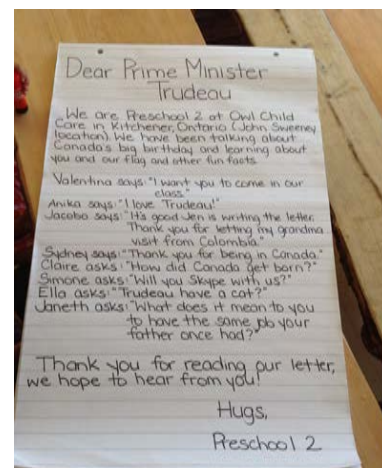 Dear Prime Minister
Trudeau
We are Preschool 2 at Owl Child
Care in Kitchener, Ontario (John Sweeney
location). We have been talking about
Canada's big birthday and learning about
you and our flag and other fun facts.
Valentina says: "I want you to come in our
class."
Anika says: "I love Trudeau!"
Jacobo says: "It's good Jen is writing the letter.
Thank you for letting my grandma
visit from Colombia."
Sydney says: "Thank you for being in Canada."
Claire asks: "How did Canada get born?"
Simone asks: "Will you Skype with us?"
Ella asks: "Trudeau have a cat?"
Janeth asks: "What does it mean to you
to have the same job your
father once had?"
Thank you for reading our letter,
we hope to hear from you!
Hugs,
Preschool 2